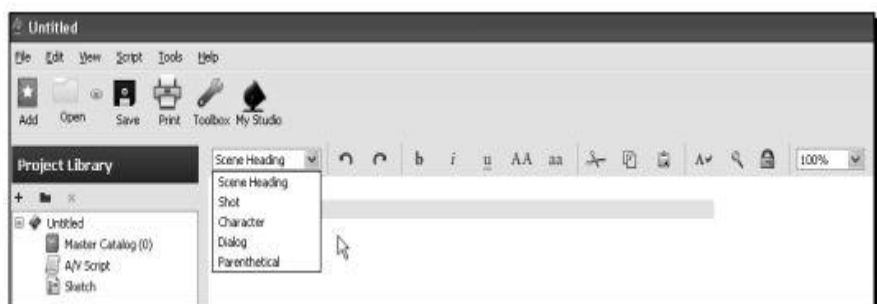 Untitled
File Edit View Script Tools Help
Add Open Save Print Toolbox My Studio
Project Library
Scene Heading b i u AA aa A 100%
+ x
Scene Heading
Shot
Character
Dialog
Parenthetical
Untitled
Master Catalog (0)
A/V Script
Sketch